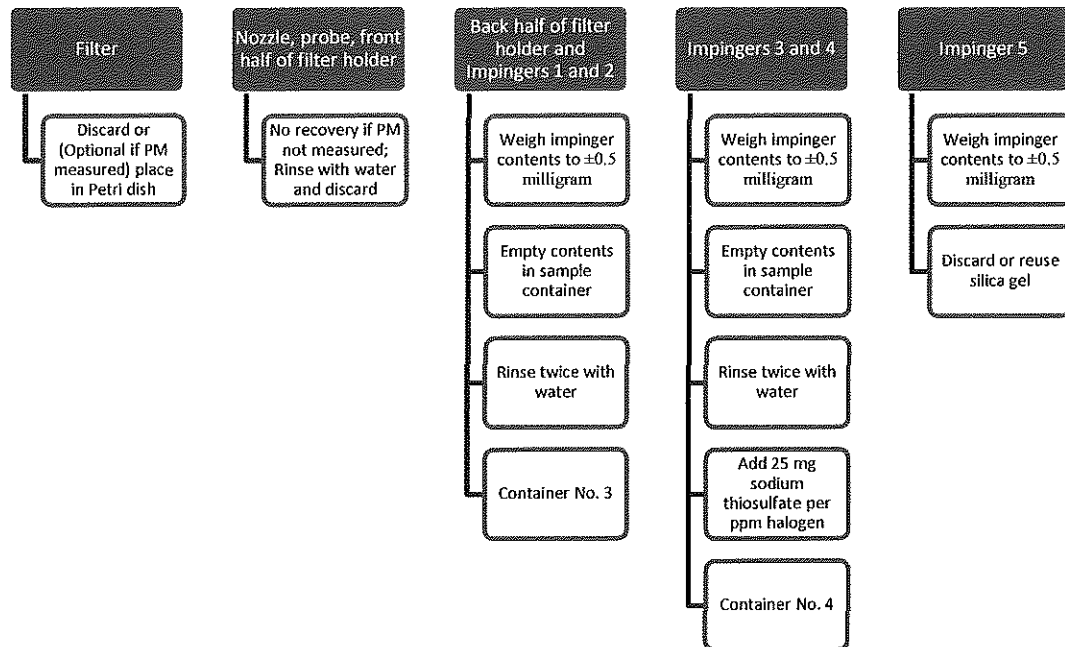 Filter
Discard or
(Optional if PM
measured) place
in Petri dish
Nozzle, probe, front
half of filter holder
No recovery if PM
not measured;
Rinse with water
and discard
Back half of filter
holder and
Impingers 1 and 2
Weigh impinger
contents to ±0.5
milligram
Empty contents
in sample
container
Rinse twice with
water
Container No. 3
Impingers 3 and 4
Weigh impinger
contents to ±0.5
milligram
Empty contents
in sample
container
Rinse twice with
water
Add 25 mg
sodium
thiosulfate per
ppm halogen
Container No. 4
Impinger 5
Weigh impinger
contents to ±0.5
milligram
Discard or reuse
silica gel